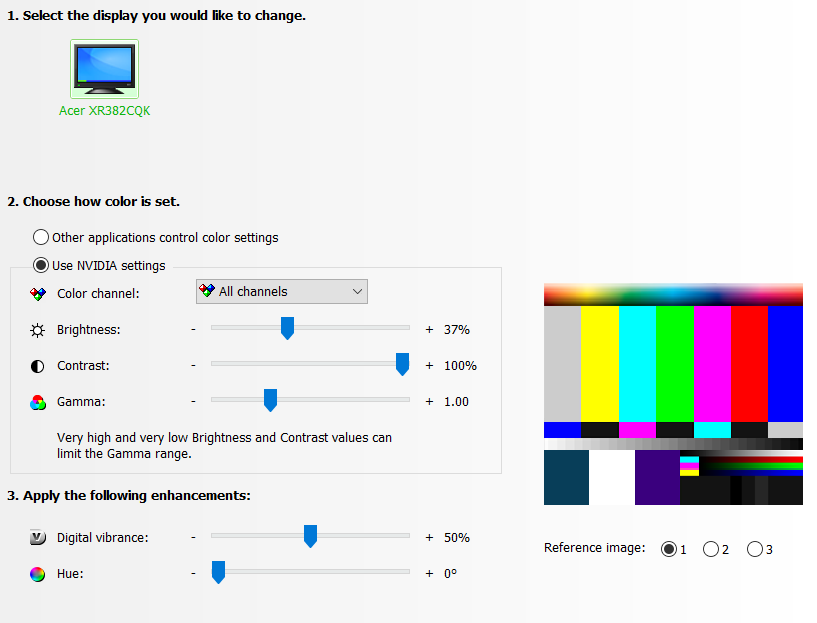 1. Select the display you would like to change.
Acer XR382CQK
2. Choose how color is set.
Other applications control color settings
Use NVIDIA settings
Color channel: All channels
Brightness: - + 37%
Contrast: - + 100%
Gamma: - + 1.00
Very high and very low Brightness and Contrast values can
limit the Gamma range.
3. Apply the following enhancements:
Digital vibrance: - + 50%
Hue: - + 0º
Reference image: 1 2 3